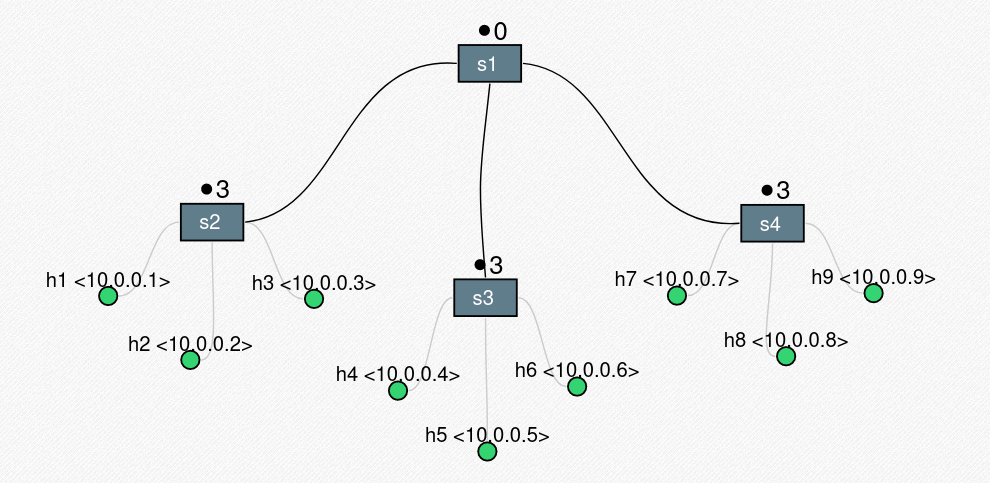 0
s1
3
s2
3
s4
h1 <10.0.0.1>
h3 <10.0.0.3>
h2 <10.0.0.2>
3
s3
h7 <10.0.0.7>
h9 <10.0.0.9>
h8 <10.0.0.8>
h4 <10.0.0.4>
h6 <10.0.0.6>
h5 <10.0.0.5>